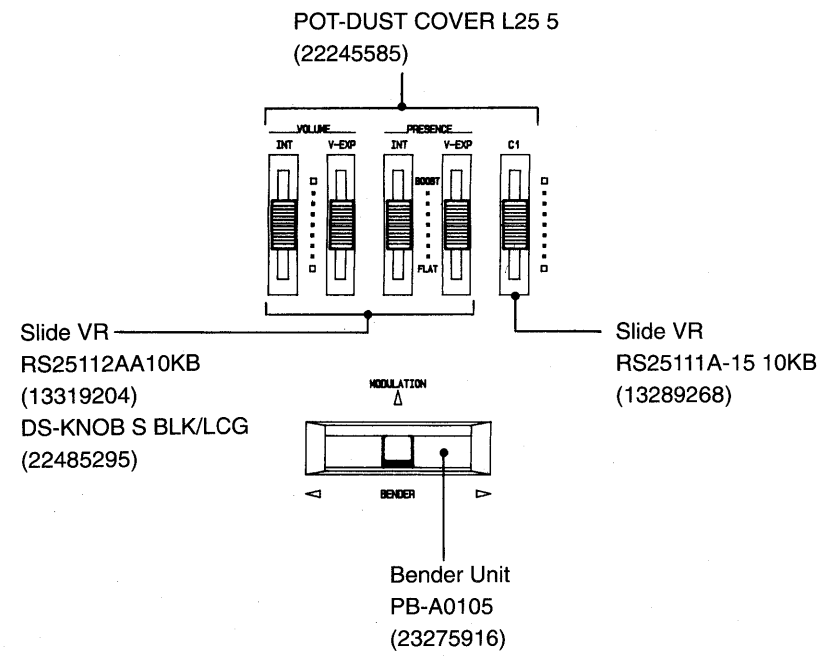 POT-DUST COVER L25 5
(22245585)
VOLUME PRESENCE
INT V-EXP INT V-EXP C1
BOOST
FLAT
Slide VR
RS25112AA10KB
(13319204)
DS-KNOB S BLK/LCG
(22485295)
Slide VR
RS25111A-15 10KB
(13289268)
MODULATION
BENDER
Bender Unit
PB-A0105
(23275916)